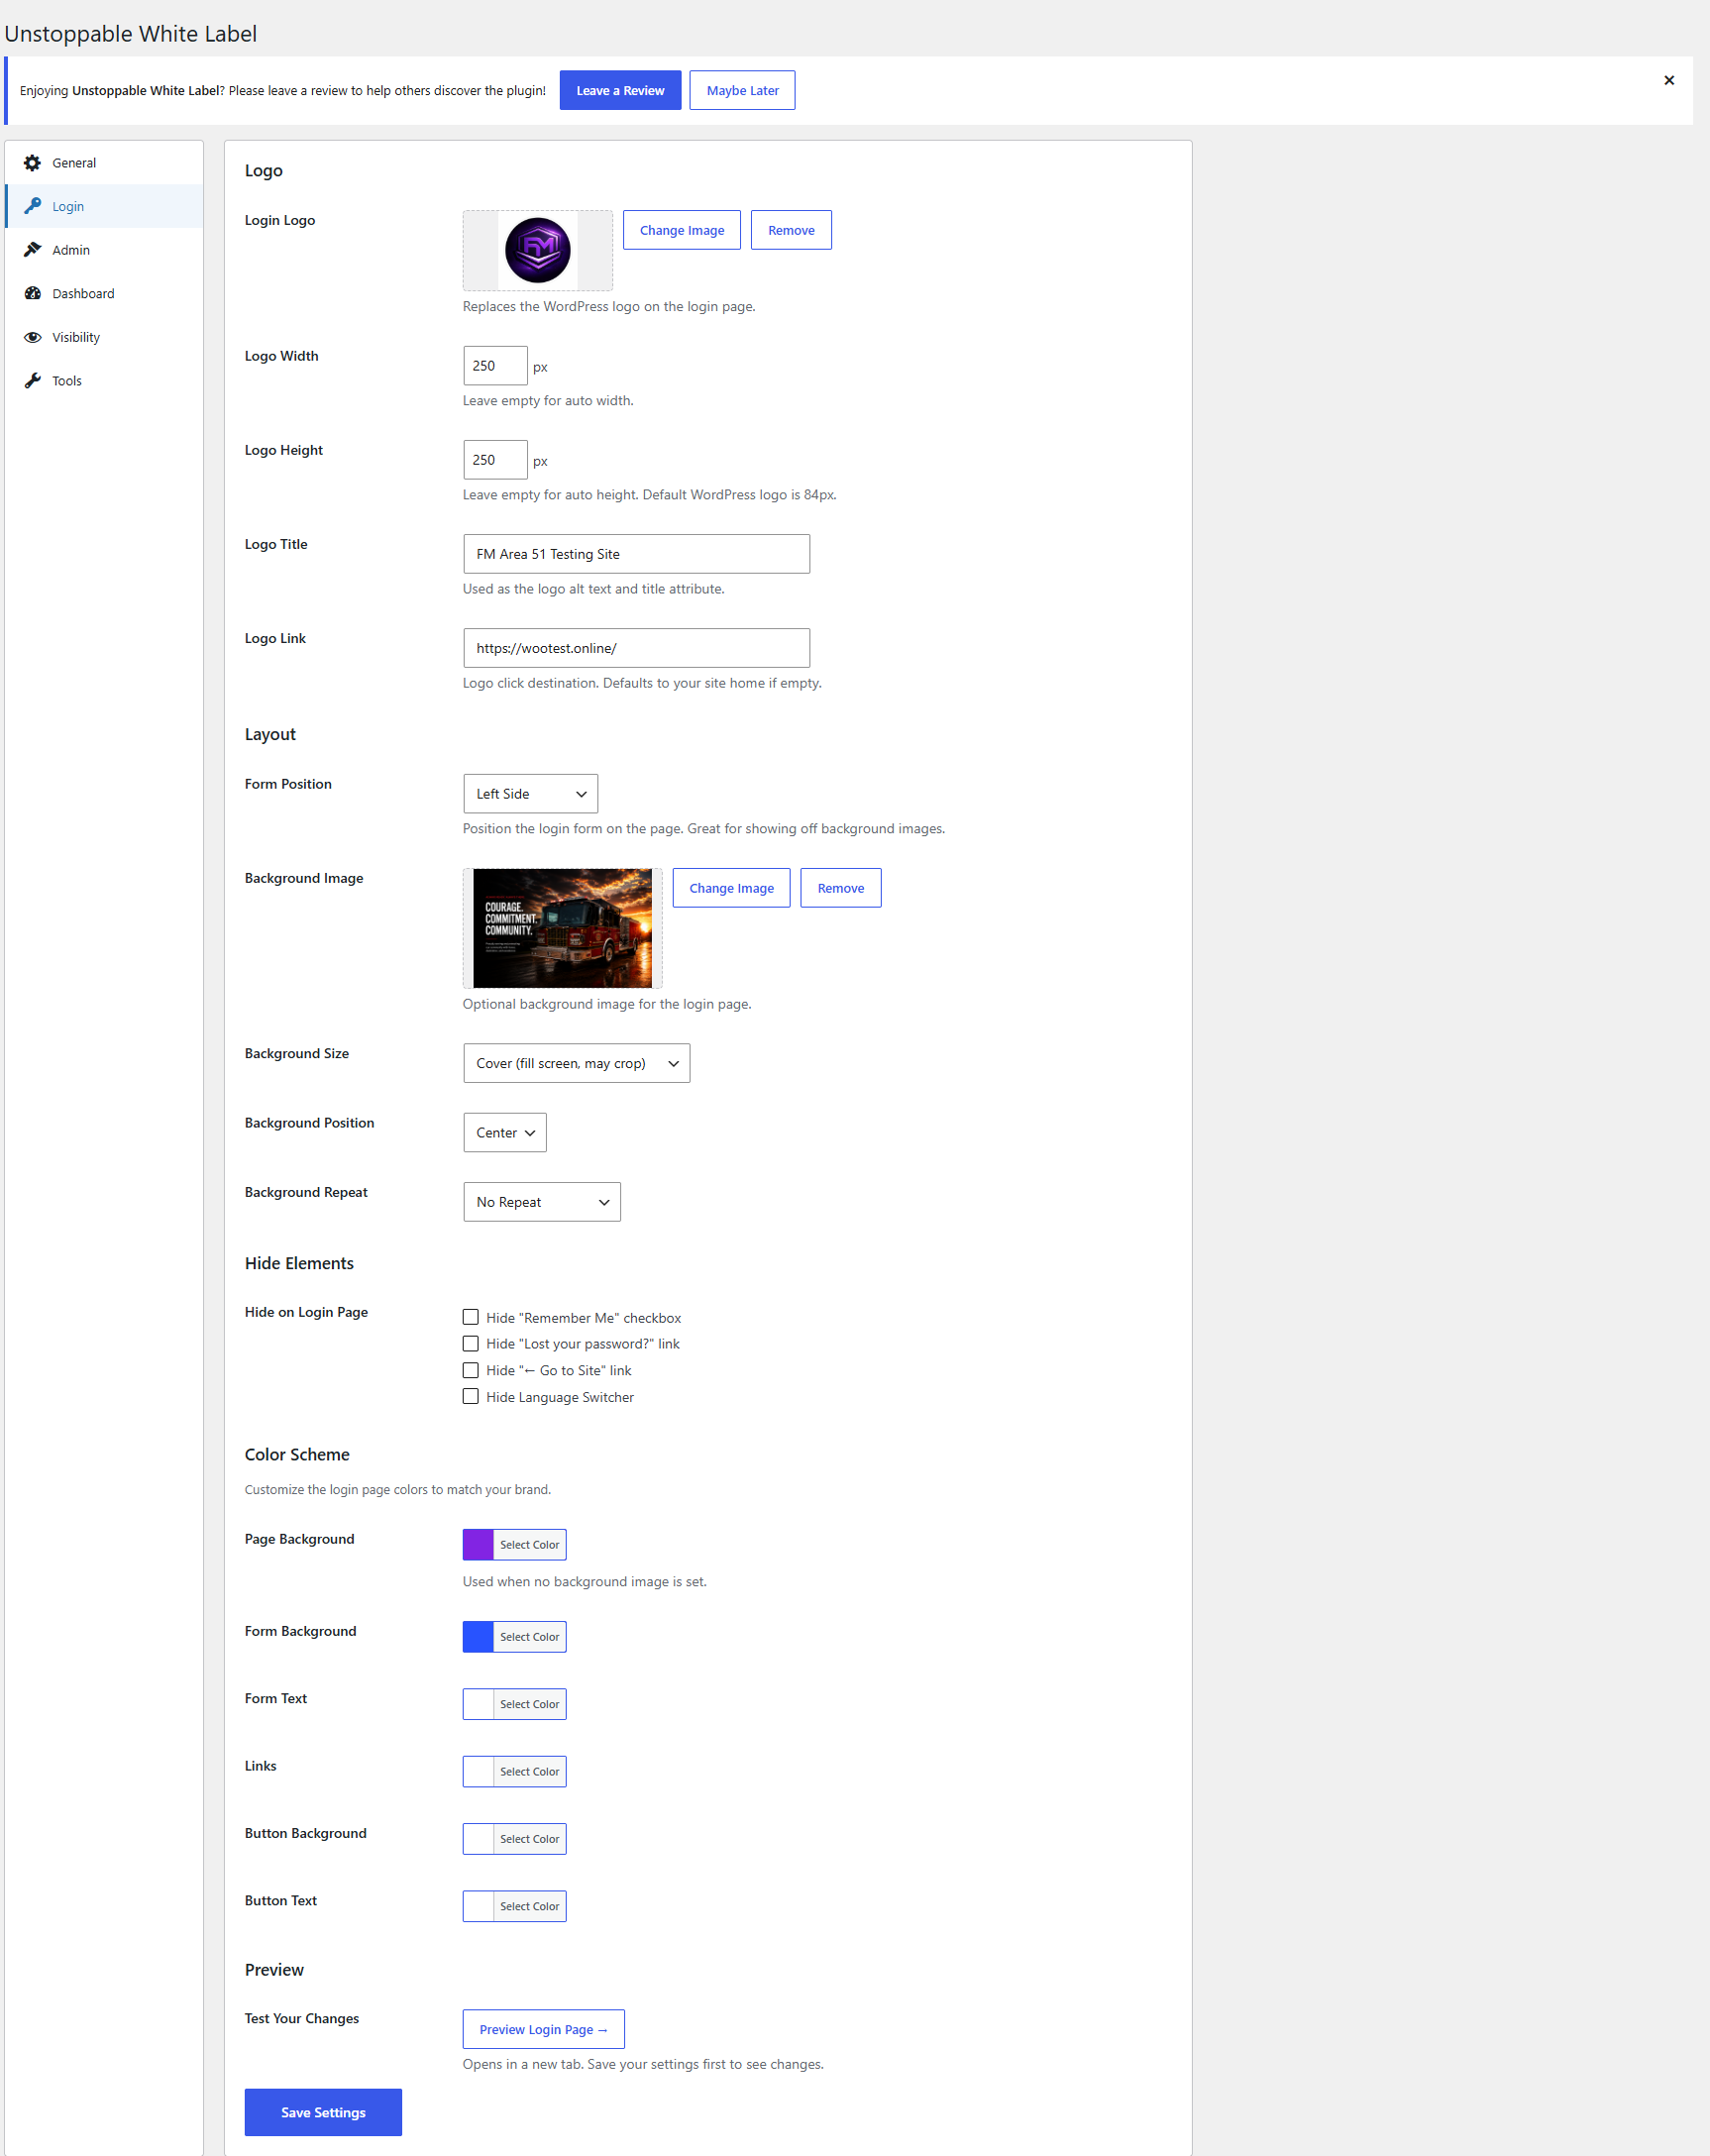 Unstoppable White Label
Enjoying Unstoppable White Label? Please leave a review to help others discover the plugin!
Leave a Review
Maybe Later
General
Login
Admin
Dashboard
Visibility
Tools
Logo
Login Logo
FM
Change Image
Remove
Replaces the WordPress logo on the login page.
Logo Width
250 px
Leave empty for auto width.
Logo Height
250 px
Leave empty for auto height. Default WordPress logo is 84px.
Logo Title
FM Area 51 Testing Site
Used as the logo alt text and title attribute.
Logo Link
https://wootest.online/
Logo click destination. Defaults to your site home if empty.
Layout
Form Position
Left Side
Position the login form on the page. Great for showing off background images.
Background Image
COURAGE.
COMMITMENT.
COMMUNITY.
Change Image
Remove
Optional background image for the login page.
Background Size
Cover (fill screen, may crop)
Background Position
Center
Background Repeat
No Repeat
Hide Elements
Hide on Login Page
Hide "Remember Me" checkbox
Hide "Lost your password?" link
Hide "← Go to Site" link
Hide Language Switcher
Color Scheme
Customize the login page colors to match your brand.
Page Background
Select Color
Used when no background image is set.
Form Background
Select Color
Form Text
Select Color
Links
Select Color
Button Background
Select Color
Button Text
Select Color
Preview
Test Your Changes
Preview Login Page →
Opens in a new tab. Save your settings first to see changes.
Save Settings